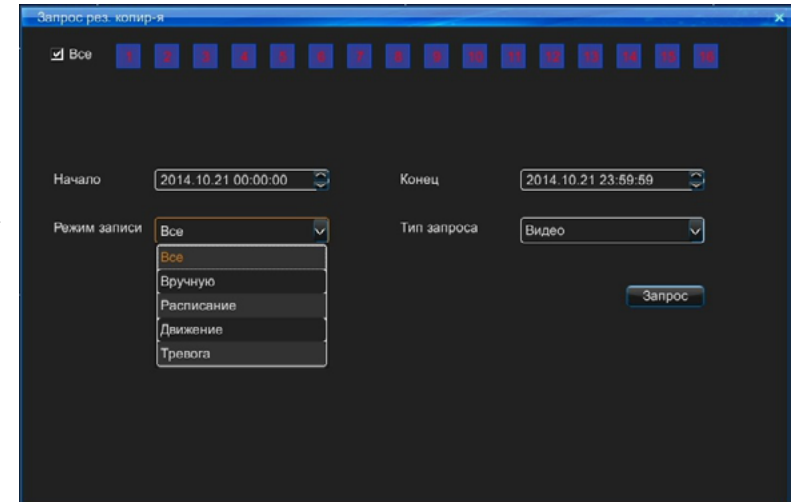 Запрос рез. копир-я
Все 1 2 3 4 5 6 7 8 9 10 11 12 13 14 15 16
Начало 2014.10.21 00:00:00 Конец 2014.10.21 23:59:59
Режим записи Все Тип запроса Видео
Все
Вручную
Запрос
Расписание
Движение
Тревога